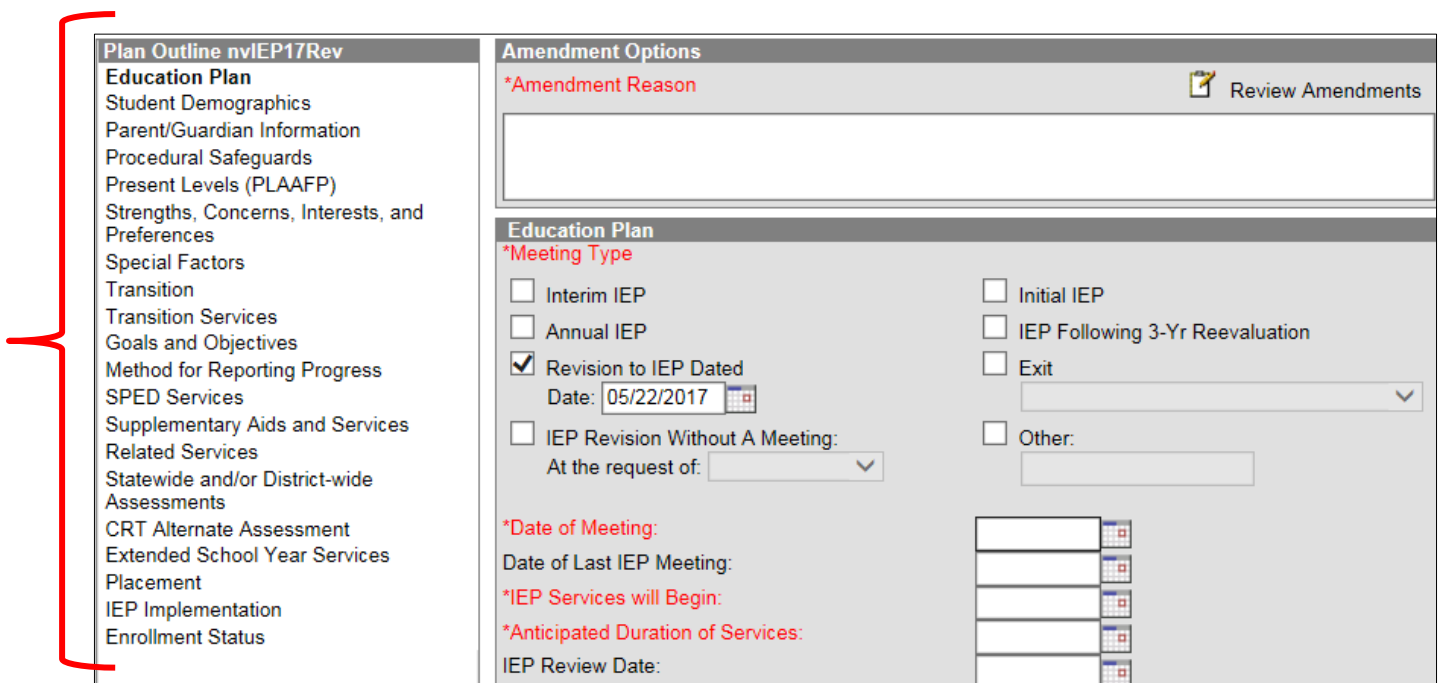 Plan Outline nvIEP17Rev
Education Plan
Student Demographics
Parent/Guardian Information
Procedural Safeguards
Present Levels (PLAAFP)
Strengths, Concerns, Interests, and
Preferences
Special Factors
Transition
Transition Services
Goals and Objectives
Method for Reporting Progress
SPED Services
Supplementary Aids and Services
Related Services
Statewide and/or District-wide
Assessments
CRT Alternate Assessment
Extended School Year Services
Placement
IEP Implementation
Enrollment Status
Amendment Options
*Amendment Reason
Review Amendments
Education Plan
*Meeting Type
Interim IEP
Initial IEP
Annual IEP
IEP Following 3-Yr Reevaluation
Revision to IEP Dated
Exit
Date: 05/22/2017
IEP Revision Without A Meeting:
Other:
At the request of:
*Date of Meeting:
Date of Last IEP Meeting:
*IEP Services will Begin:
*Anticipated Duration of Services:
IEP Review Date: